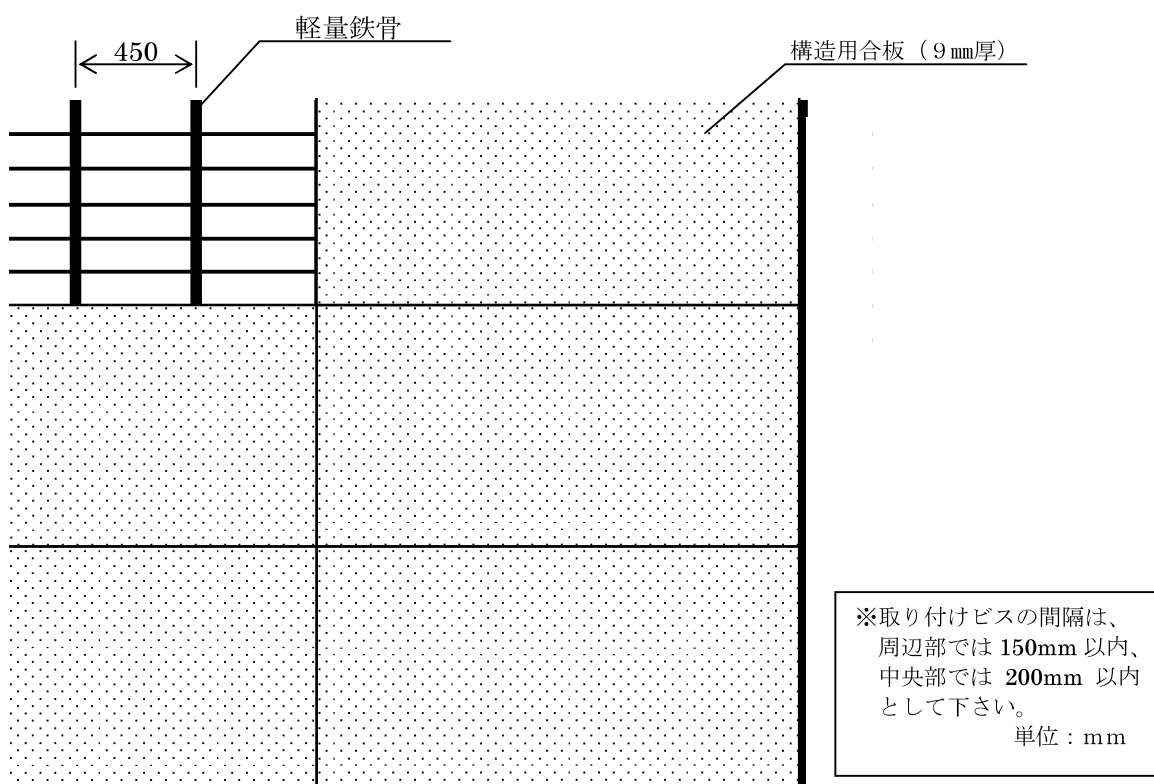 軽量鉄骨
450
構造用合板（９㎜厚）
※取り付けビスの間隔は、
周辺部では 150mm 以内、
中央部では 200mm 以内
として下さい。
単位：ｍｍ